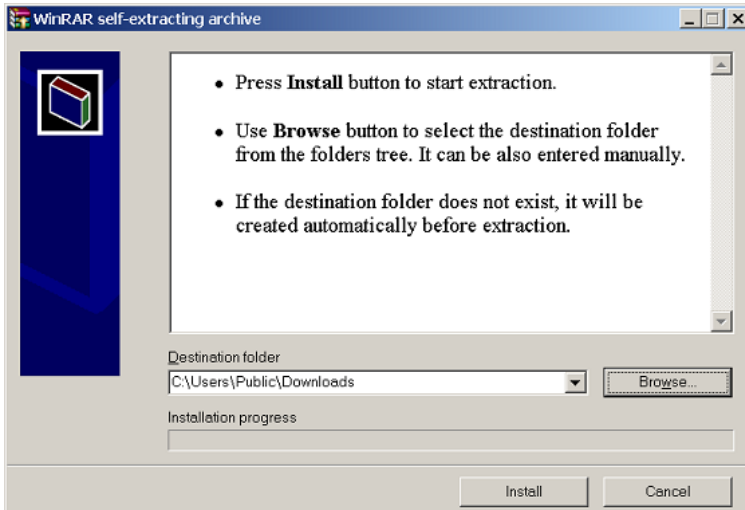 WinRAR self-extracting archive
• Press Install button to start extraction.
• Use Browse button to select the destination folder
from the folders tree. It can be also entered manually.
• If the destination folder does not exist, it will be
created automatically before extraction.
Destination folder
C:\Users\Public\Downloads
Browse...
Installation progress
Install
Cancel